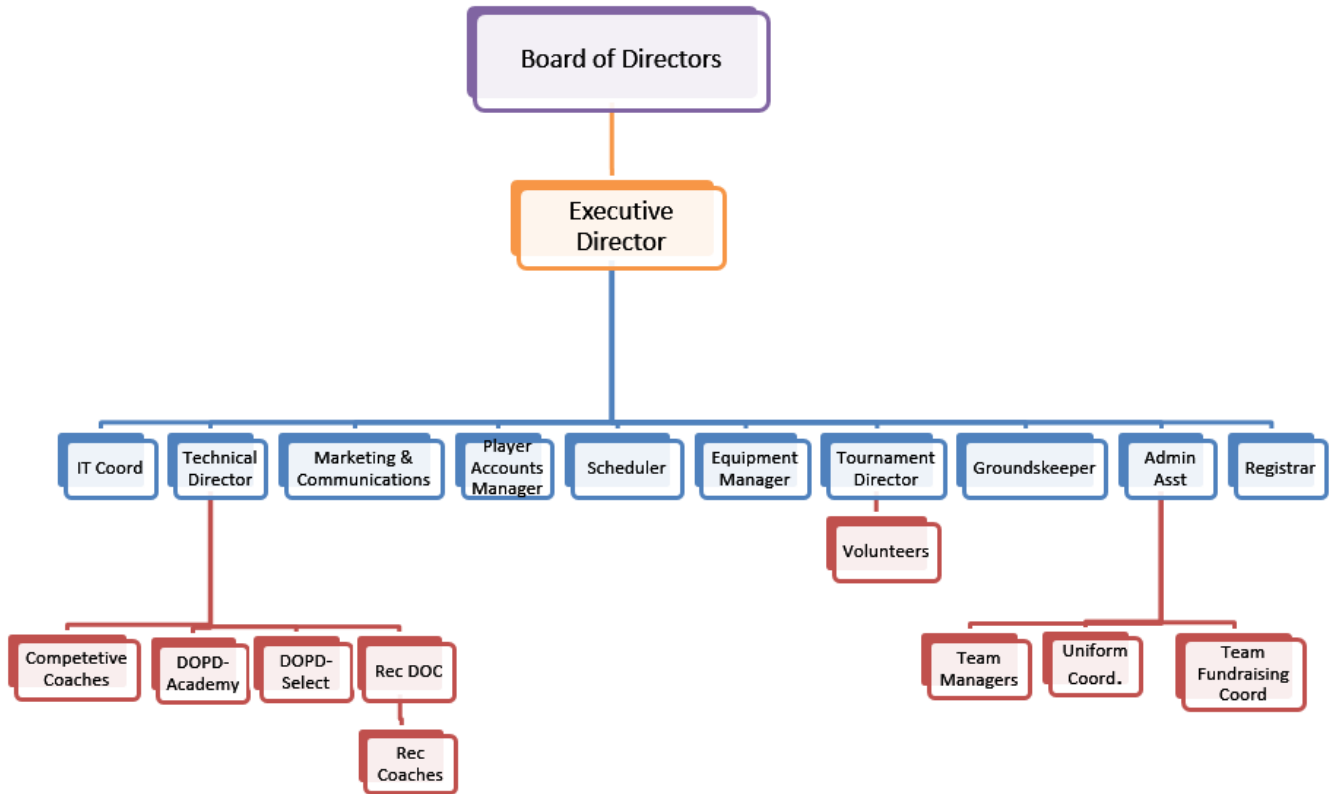 Board of Directors
Executive
Director
IT Coord
Technical
Director
Marketing &
Communications
Player
Accounts
Manager
Scheduler
Equipment
Manager
Tournament
Director
Groundskeeper
Admin
Asst
Registrar
Volunteers
Competetive
Coaches
DOPD-
Academy
DOPD-
Select
Rec DOC
Team
Managers
Uniform
Coord.
Team
Fundraising
Coord
Rec
Coaches